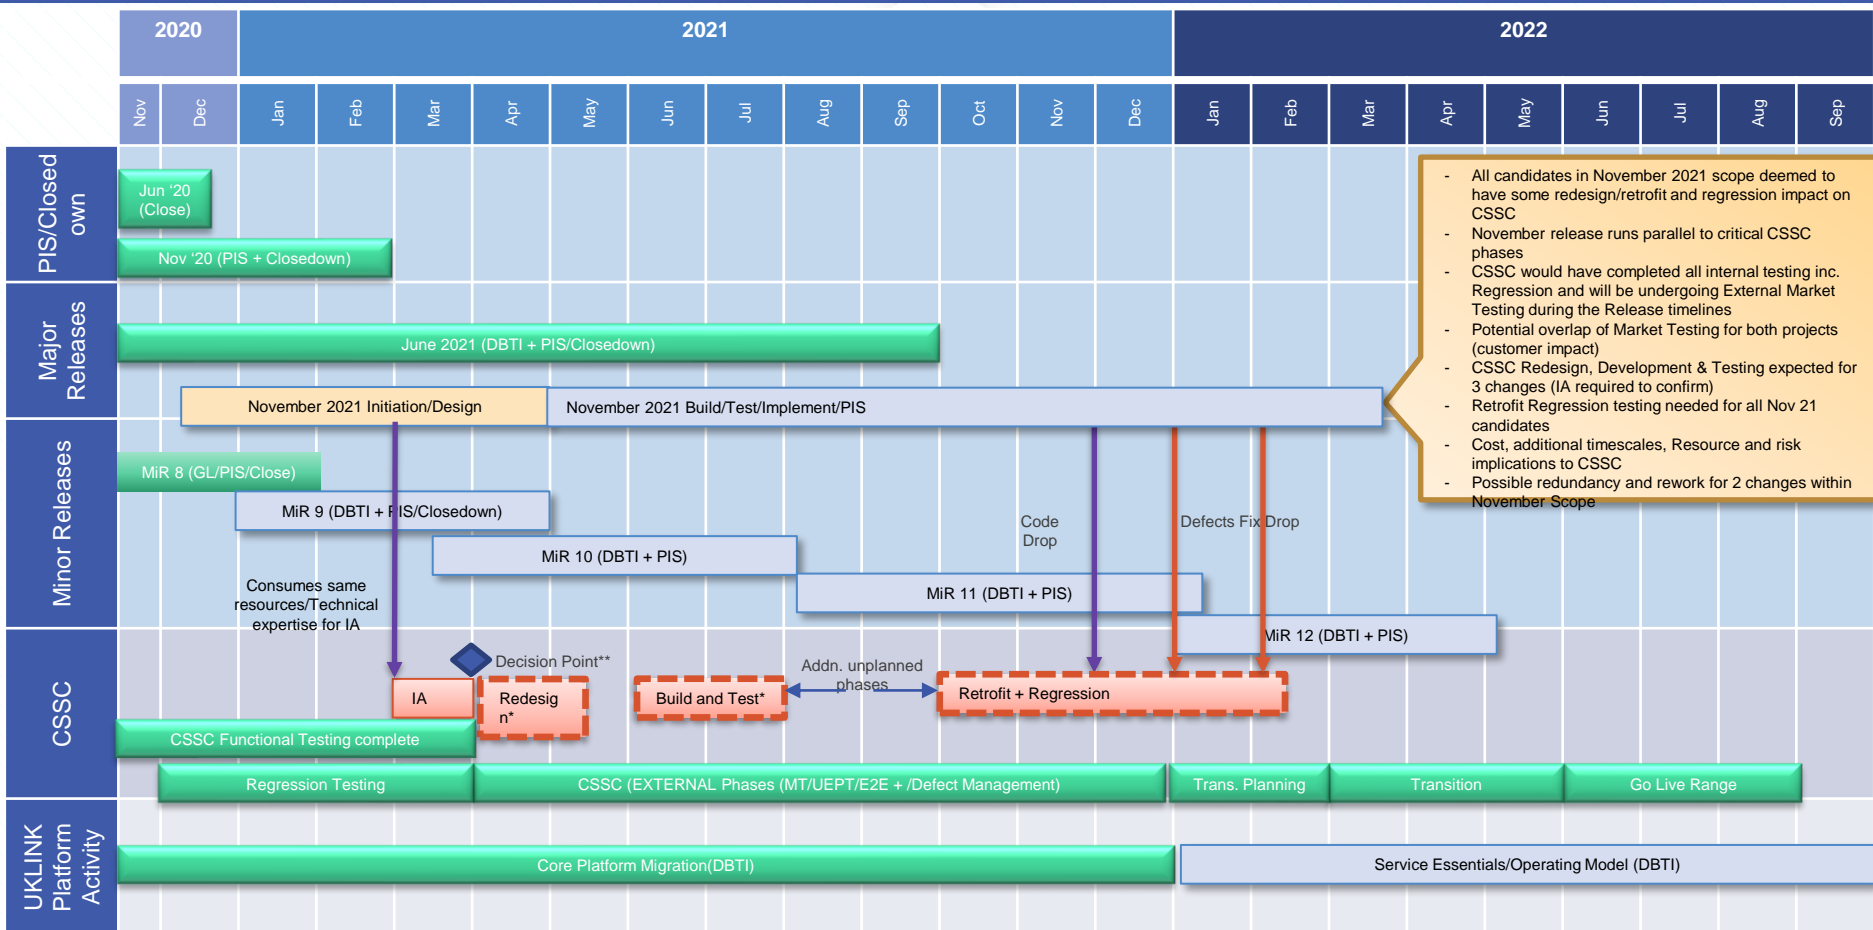 2020
2021
2022
Nov
Dec
Jan
Feb
Mar
Apr
May
Jun
Jul
Aug
Sep
Oct
Nov
Dec
Jan
Feb
Mar
Apr
May
Jun
Jul
Aug
Sep
PIS/Closed
own
Jun '20
(Close)
Nov '20 (PIS + Closedown)
- All candidates in November 2021 scope deemed to
have some redesign/retrofit and regression impact on
CSSC
- November release runs parallel to critical CSSC
phases
- CSSC would have completed all internal testing inc.
Regression and will be undergoing External Market
Testing during the Release timelines
- Potential overlap of Market Testing for both projects
(customer impact)
- CSSC Redesign, Development & Testing expected for
3 changes (IA required to confirm)
- Retrofit Regression testing needed for all Nov 21
candidates
- Cost, additional timescales, Resource and risk
implications to CSSC
- Possible redundancy and rework for 2 changes within
November Scope
Major
Releases
June 2021 (DBTI + PIS/Closedown)
November 2021 Initiation/Design
November 2021 Build/Test/Implement/PIS
Minor Releases
MiR 8 (GL/PIS/Close)
MiR 9 (DBTI + PIS/Closedown)
Code
Drop
Defects Fix Drop
MiR 10 (DBTI + PIS)
MiR 11 (DBTI + PIS)
Consumes same
resources/Technical
expertise for IA
MiR 12 (DBTI + PIS)
CSSC
Decision Point**
IA
Redesig
n*
Build and Test*
Addn. unplanned
phases
Retrofit + Regression
CSSC Functional Testing complete
Regression Testing
CSSC (EXTERNAL Phases (MT/UEPT/E2E + /Defect Management)
Trans. Planning
Transition
Go Live Range
UKLINK
Platform
Activity
Core Platform Migration(DBTI)
Service Essentials/Operating Model (DBTI)